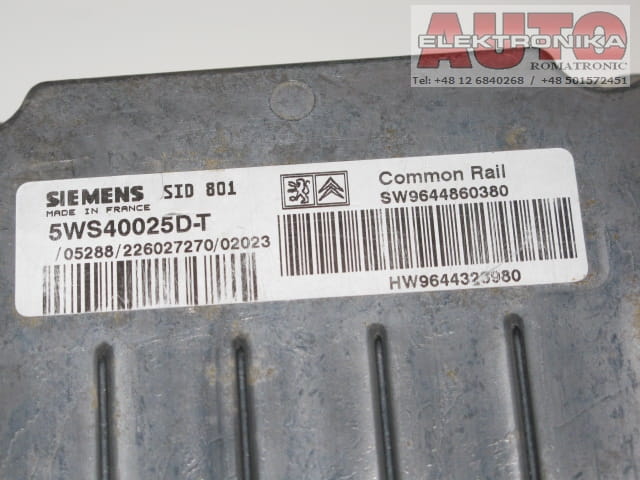 AUTO
ELEKTRONIKA
ROMATRONIC
Tel: +48 12 6840268 / +48 501572451
SIEMENS SID 801
MADE IN FRANCE
5WS40025D-T
/05288/226027270/02023
Common Rail
SW9644860380
HW9644323980